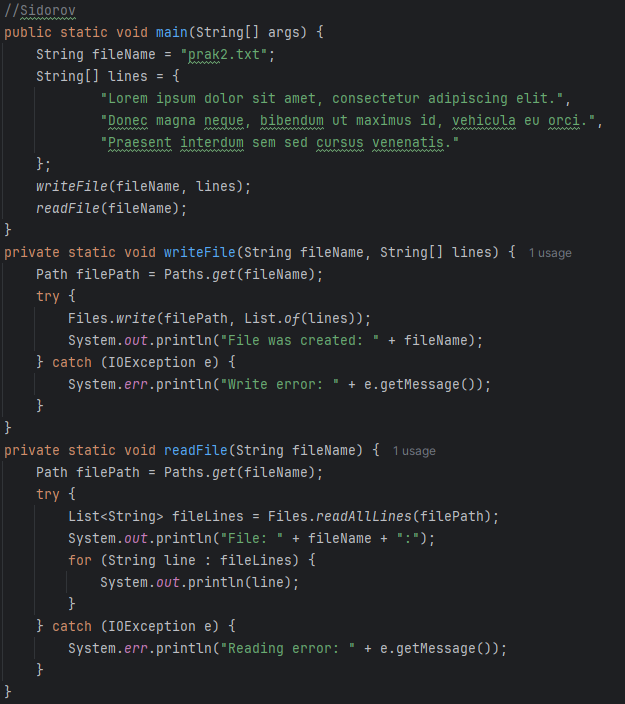 //Sidorov
public static void main(String[] args) {
    String fileName = "prak2.txt";
    String[] lines = {
            "Lorem ipsum dolor sit amet, consectetur adipiscing elit.",
            "Donec magna neque, bibendum ut maximus id, vehicula eu orci.",
            "Praesent interdum sem sed cursus venenatis."
    };
    writeFile(fileName, lines);
    readFile(fileName);
}
private static void writeFile(String fileName, String[] lines) { 1 usage
    Path filePath = Paths.get(fileName);
    try {
        Files.write(filePath, List.of(lines));
        System.out.println("File was created: " + fileName);
    } catch (IOException e) {
        System.err.println("Write error: " + e.getMessage());
    }
}
private static void readFile(String fileName) { 1 usage
    Path filePath = Paths.get(fileName);
    try {
        List<String> fileLines = Files.readAllLines(filePath);
        System.out.println("File: " + fileName + ":");
        for (String line : fileLines) {
            System.out.println(line);
        }
    } catch (IOException e) {
        System.err.println("Reading error: " + e.getMessage());
    }
}